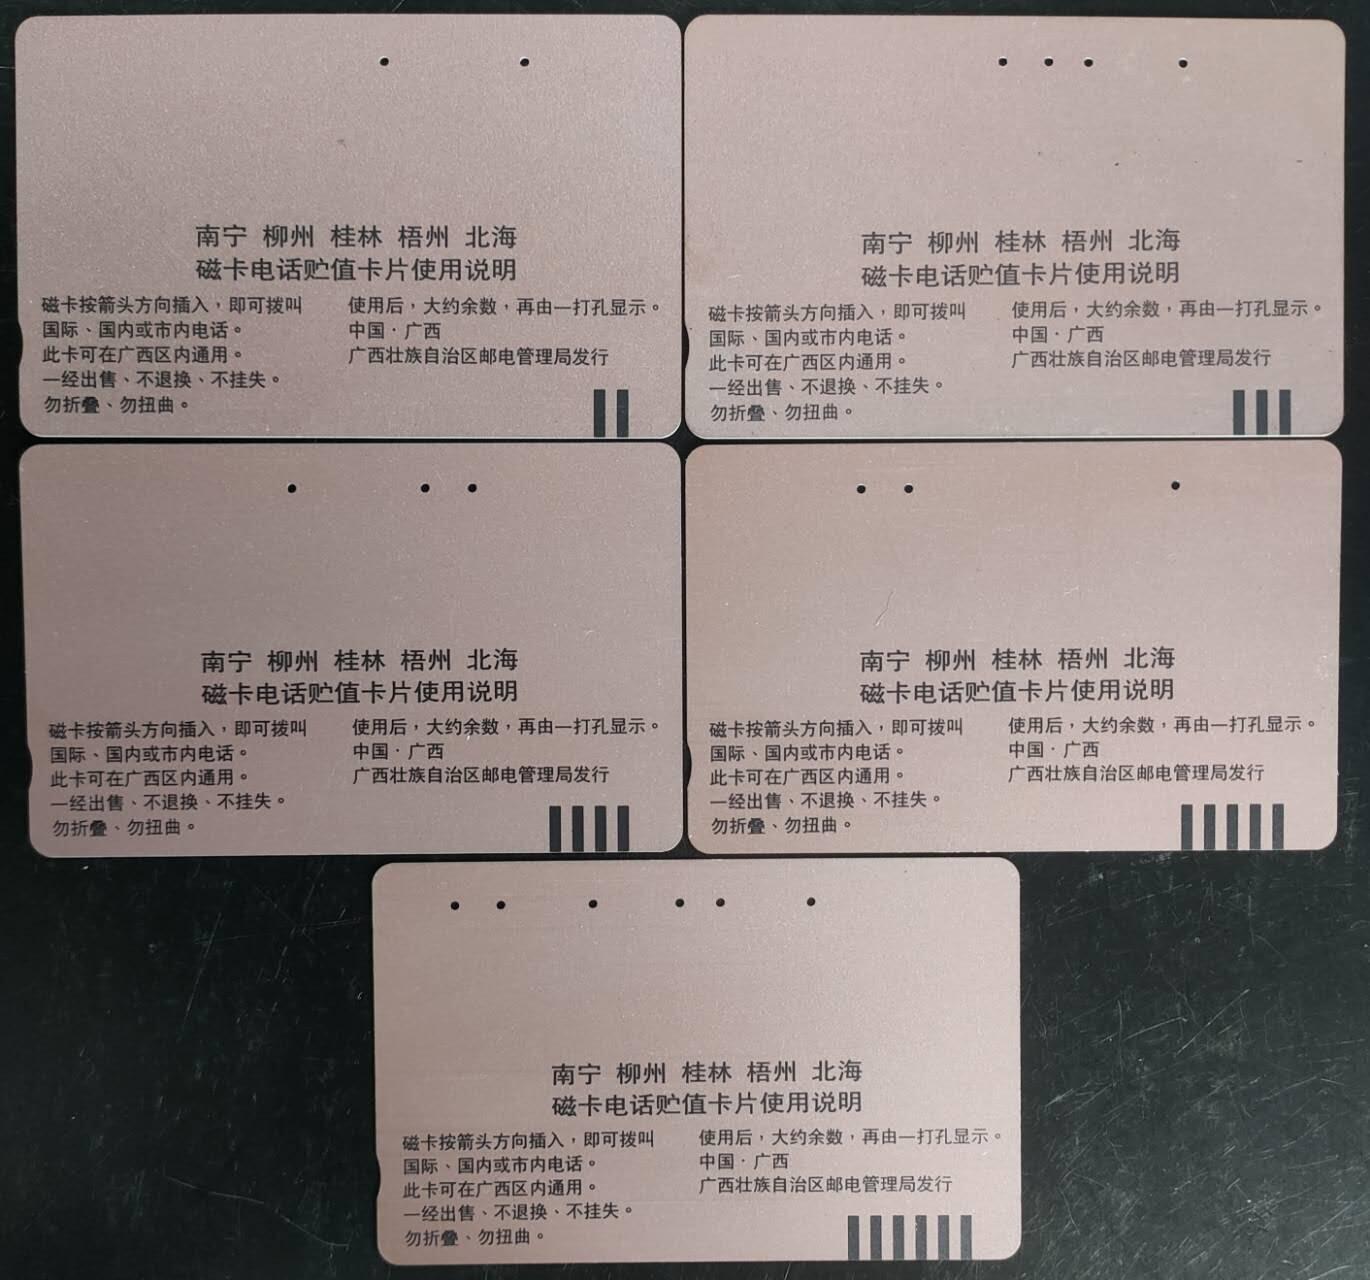 南宁 柳州 桂林 梧州 北海
磁卡电话贮值卡片使用说明
磁卡按箭头方向插入，即可拨叫
国际、国内或市内电话。
此卡可在广西区内通用。
一经出售、不退换、不挂失。
勿折叠、勿扭曲。
使用后，大约余数，再由一打孔显示。
中国·广西
广西壮族自治区邮电管理局发行
南宁 柳州 桂林 梧州 北海
磁卡电话贮值卡片使用说明
磁卡按箭头方向插入，即可拨叫
国际、国内或市内电话。
此卡可在广西区内通用。
一经出售、不退换、不挂失。
勿折叠、勿扭曲。
使用后，大约余数，再由一打孔显示。
中国·广西
广西壮族自治区邮电管理局发行
南宁 柳州 桂林 梧州 北海
磁卡电话贮值卡片使用说明
磁卡按箭头方向插入，即可拨叫
国际、国内或市内电话。
此卡可在广西区内通用。
一经出售、不退换、不挂失。
勿折叠、勿扭曲。
使用后，大约余数，再由一打孔显示。
中国·广西
广西壮族自治区邮电管理局发行
南宁 柳州 桂林 梧州 北海
磁卡电话贮值卡片使用说明
磁卡按箭头方向插入，即可拨叫
国际、国内或市内电话。
此卡可在广西区内通用。
一经出售、不退换、不挂失。
勿折叠、勿扭曲。
使用后，大约余数，再由一打孔显示。
中国·广西
广西壮族自治区邮电管理局发行
南宁 柳州 桂林 梧州 北海
磁卡电话贮值卡片使用说明
磁卡按箭头方向插入，即可拨叫
国际、国内或市内电话。
此卡可在广西区内通用。
一经出售、不退换、不挂失。
勿折叠、勿扭曲。
使用后，大约余数，再由一打孔显示。
中国·广西
广西壮族自治区邮电管理局发行